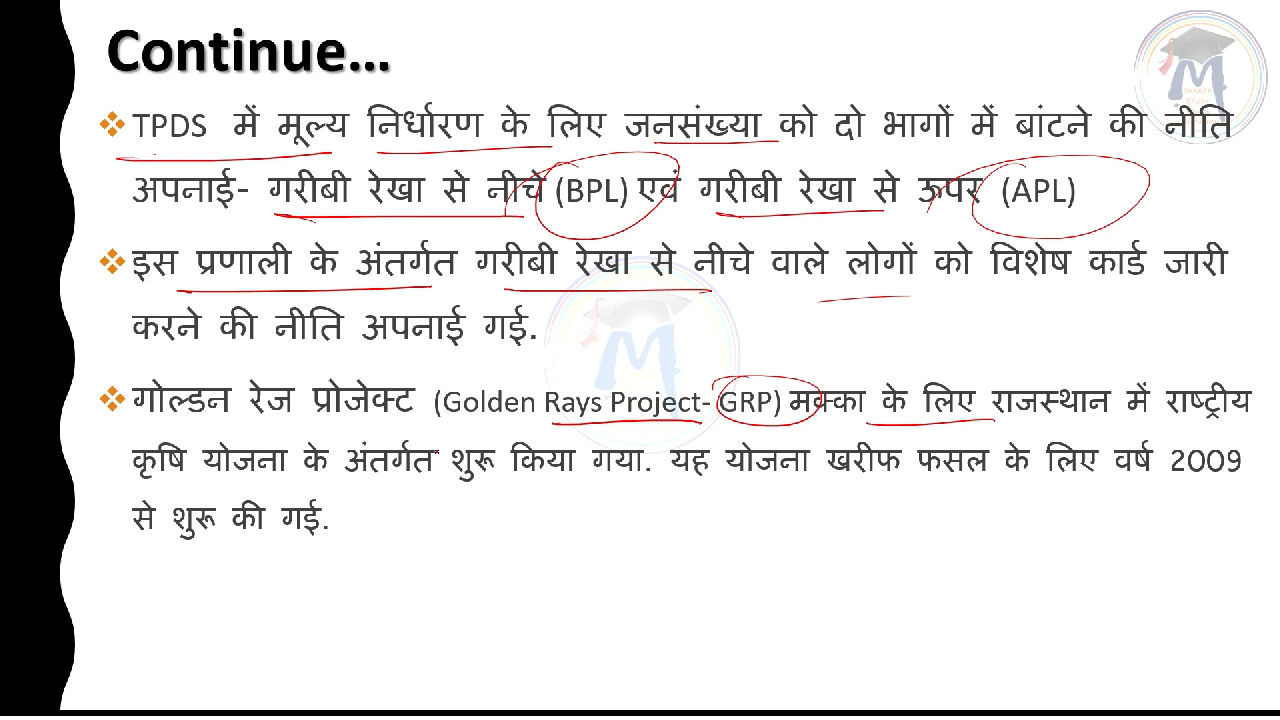 Continue...
❖TPDS में मूल्य निर्धारण के लिए जनसंख्या को दो भागों में बांटने की नीति
अपनाई- गरीबी रेखा से नीचे (BPL) एवं गरीबी रेखा से ऊपर (APL)
❖इस प्रणाली के अंतर्गत गरीबी रेखा से नीचे वाले लोगों को विशेष कार्ड जारी
करने की नीति अपनाई गई.
❖गोल्डन रेज प्रोजेक्ट (Golden Rays Project- GRP) मक्का के लिए राजस्थान में राष्ट्रीय
कृषि योजना के अंतर्गत शुरू किया गया. यह योजना खरीफ फसल के लिए वर्ष 2009
से शुरू की गई.